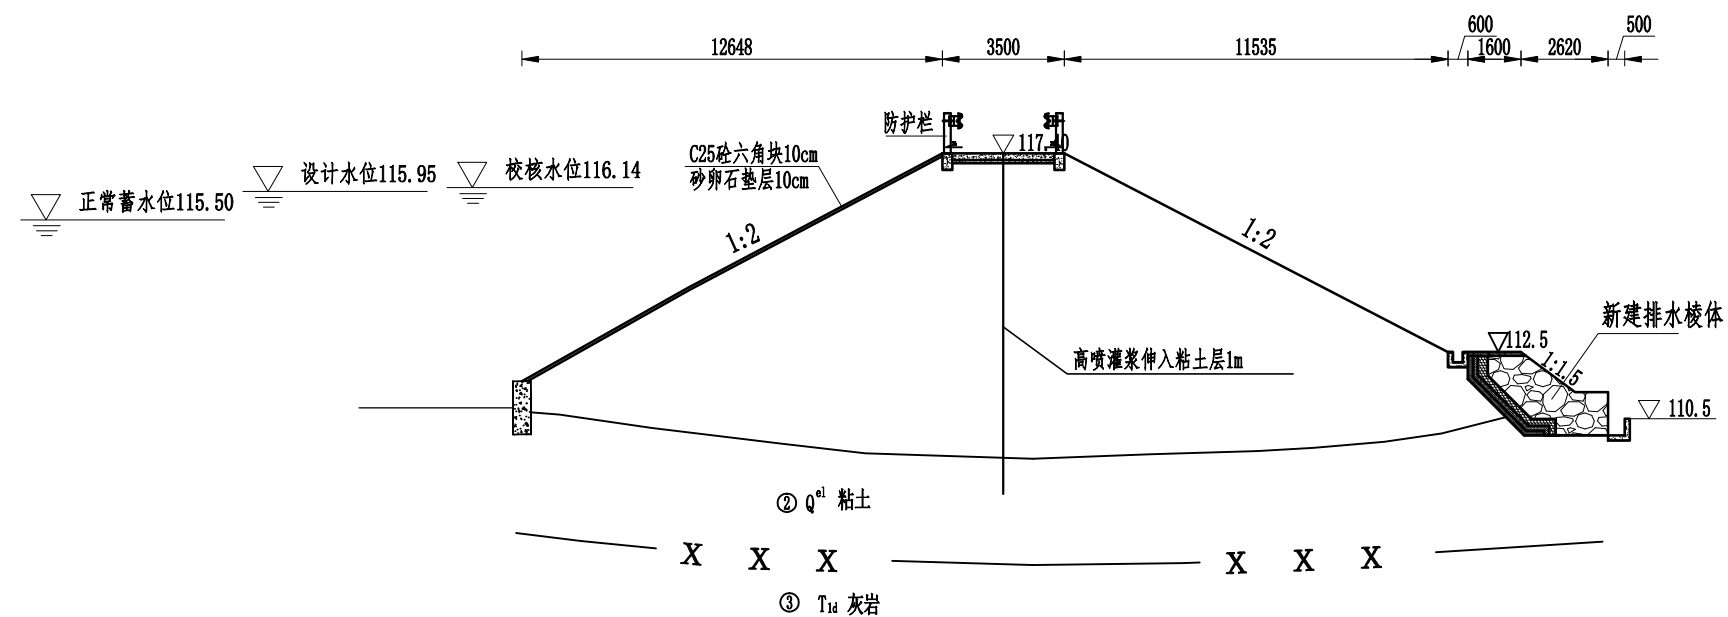 600
500
12648
3500
11535
1600
2620
防护栏
117.40
C25砼六角块10cm
砂卵石垫层10cm
设计水位115.95
校核水位116.14
正常蓄水位115.50
1:2
1:2
新建排水棱体
112.5
1:1.5
高喷灌浆伸入粘土层1m
110.5
② Qel 粘土
X X X X X X
③ T1d 灰岩